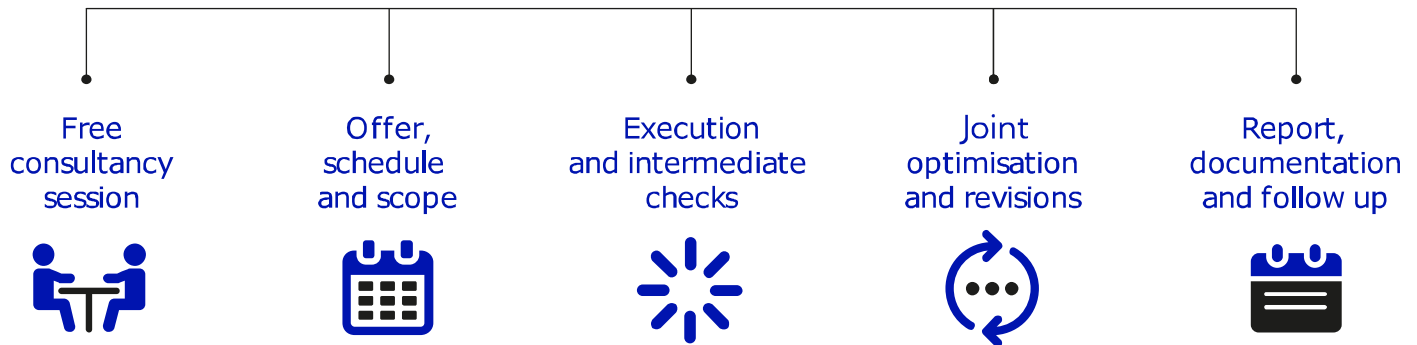 Free
consultancy
session
Offer,
schedule
and scope
Execution
and intermediate
checks
Joint
optimisation
and revisions
Report,
documentation
and follow up